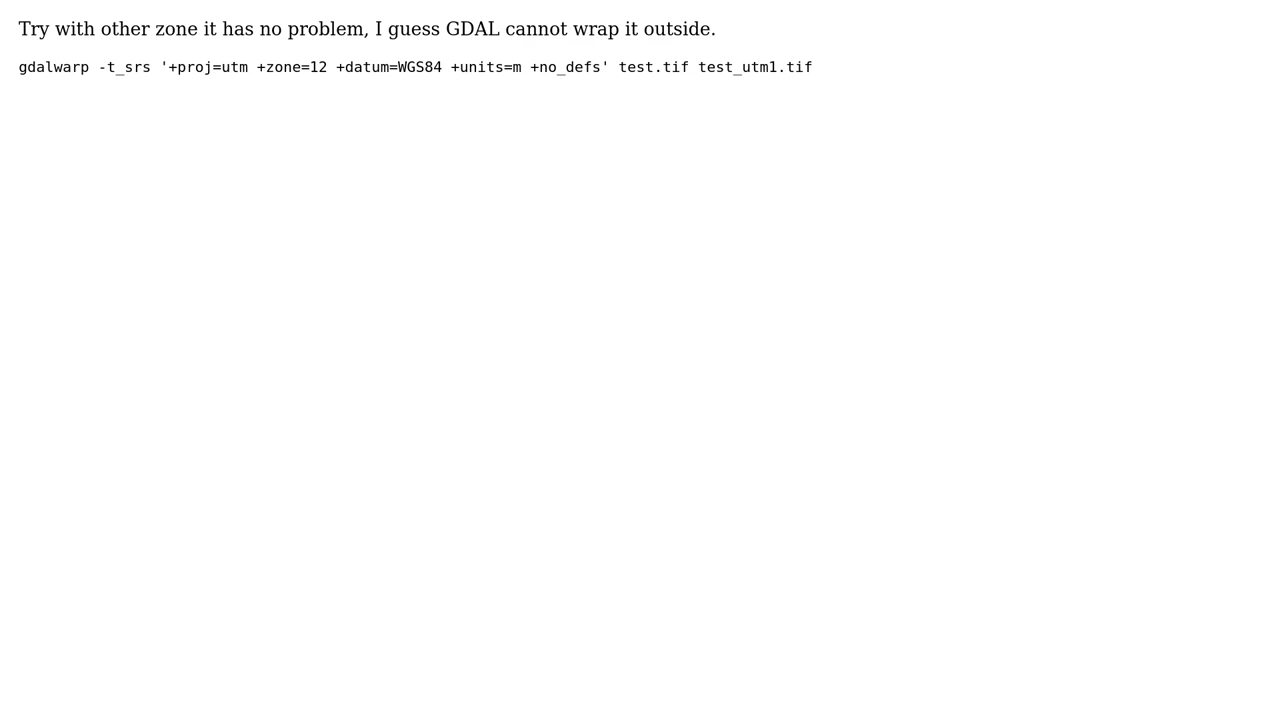 Try with other zone it has no problem, I guess GDAL cannot wrap it outside.
gdalwarp -t_srs '+proj=utm +zone=12 +datum=WGS84 +units=m +no_defs' test.tif test_utm1.tif